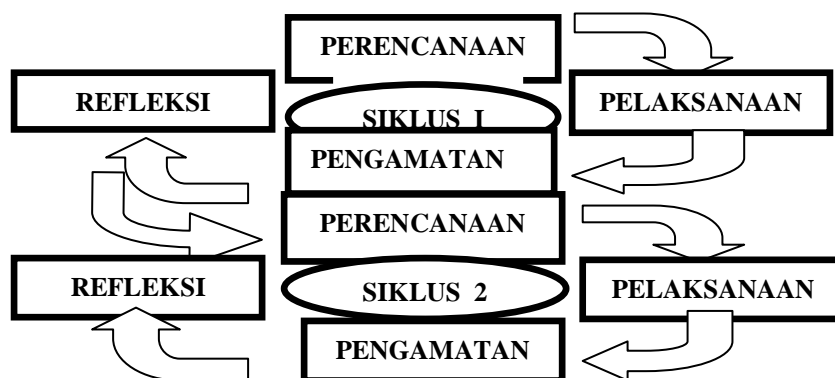 PERENCANAAN
REFLEKSI
PELAKSANAAN
SIKLUS I
PENGAMATAN
PERENCANAAN
REFLEKSI
SIKLUS 2
PELAKSANAAN
PENGAMATAN